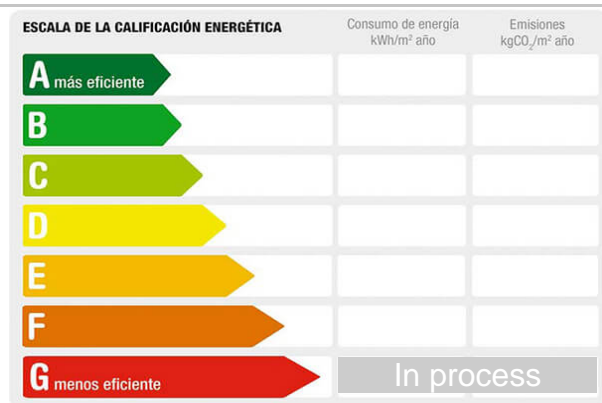 ESCALA DE LA CALIFICACIÓN ENERGÉTICA
Consumo de energía
kWh/m² año
Emisiones
kgCO₂/m² año
A más eficiente
B
C
D
E
F
G menos eficiente
In process